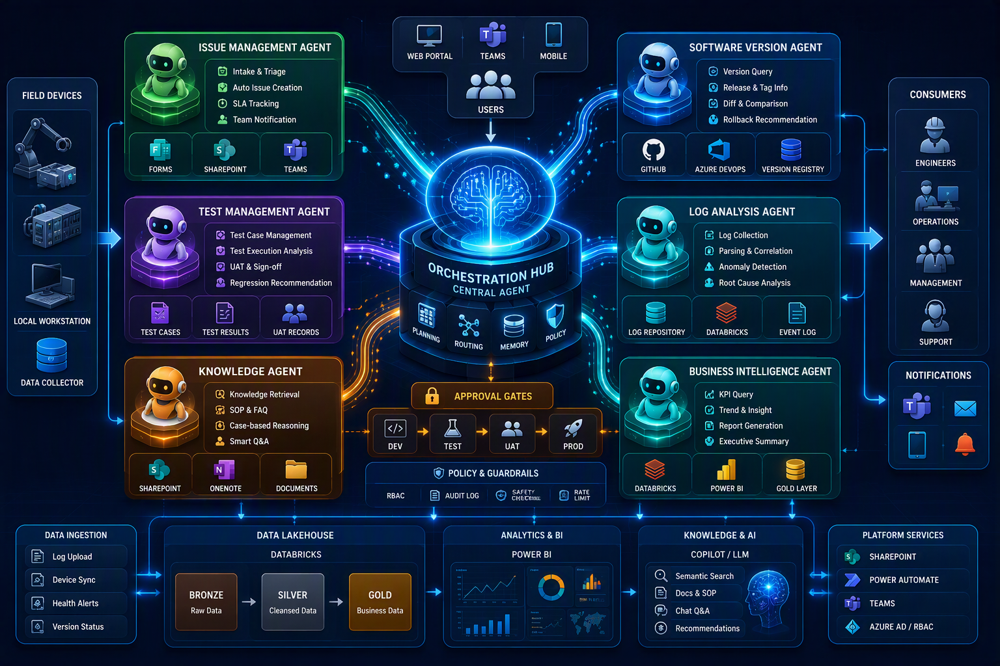 WEB PORTAL
TEAMS
MOBILE
USERS
FIELD DEVICES
LOCAL WORKSTATION
DATA COLLECTOR
ISSUE MANAGEMENT AGENT
Intake & Triage
Auto Issue Creation
SLA Tracking
Team Notification
FORMS
SHAREPOINT
TEAMS
TEST MANAGEMENT AGENT
Test Case Management
Test Execution Analysis
UAT & Sign-off
Regression Recommendation
TEST CASES
TEST RESULTS
UAT RECORDS
KNOWLEDGE AGENT
Knowledge Retrieval
SOP & FAQ
Case-based Reasoning
Smart Q&A
SHAREPOINT
ONENOTE
DOCUMENTS
ORCHESTRATION HUB
CENTRAL AGENT
PLANNING
ROUTING
MEMORY
POLICY
APPROVAL GATES
DEV
TEST
UAT
PROD
POLICY & GUARDRAILS
RBAC
AUDIT LOG
SAFETY
RATE
LIMIT
SOFTWARE VERSION AGENT
Version Query
Release & Tag Info
Diff & Comparison
Rollback Recommendation
GITHUB
AZURE DEVOPS
VERSION REGISTRY
LOG ANALYSIS AGENT
Log Collection
Parsing & Correlation
Anomaly Detection
Root Cause Analysis
LOG REPOSITORY
DATABRICKS
EVENT LOG
BUSINESS INTELLIGENCE AGENT
KPI Query
Trend & Insight
Report Generation
Executive Summary
DATABRICKS
POWER BI
GOLD LAYER
CONSUMERS
ENGINEERS
OPERATIONS
MANAGEMENT
SUPPORT
NOTIFICATIONS
DATA INGESTION
Log Upload
Device Sync
Health Alerts
Version Status
DATA LAKEHOUSE
DATABRICKS
BRONZE
Raw Data
SILVER
Cleansed Data
GOLD
Business Data
ANALYTICS & BI
POWER BI
KNOWLEDGE & AI
COPILOT / LLM
Semantic Search
Docs & SOP
Chat Q&A
Recommendations
PLATFORM SERVICES
SHAREPOINT
POWER AUTOMATE
TEAMS
AZURE AD / RBAC